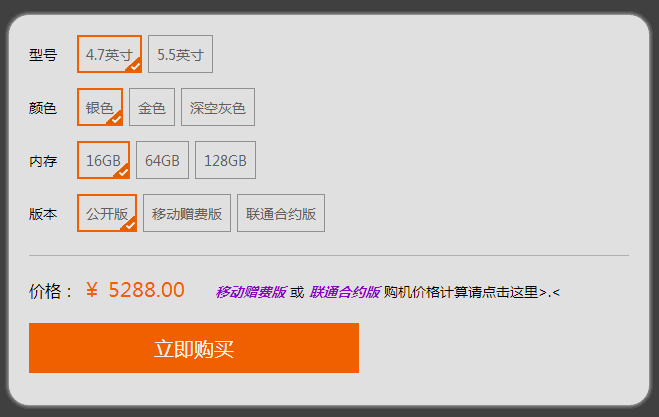 型号 4.7英寸 5.5英寸
颜色 银色 金色 深空灰色
内存 16GB 64GB 128GB
版本 公开版 移动赠费版 联通合约版
价格： ¥ 5288.00 移动赠费版 或 联通合约版 购机价格计算请点击这里>.<
立即购买